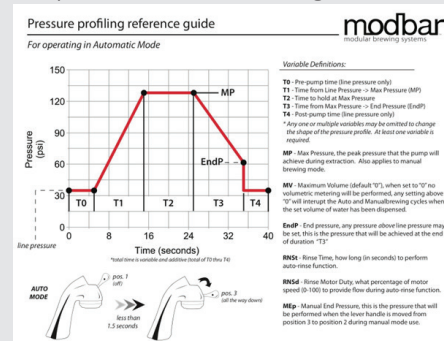 Pressure profiling reference guide
modbar
modular brewing systems
For operating in Automatic Mode
150
120
90
60
30
0
Pressure
(psi)
MP
EndP
T0
T1
T2
T3
T4
line pressure
0
8
16
24
32
40
Time (seconds)
*total time is variable and additive (total of T0 thru T4)
AUTO
MODE
pos. 1
(off)
less than
1.5 seconds
pos. 3
(all the way down)
Variable Definitions:
T0 - Pre-pump time (line pressure only)
T1 - Time from Line Pressure -> Max Pressure (MP)
T2 - Time to hold at Max Pressure
T3 - Time from Max Pressure -> End Pressure (EndP)
T4 - Post-pump time (line pressure only)
* Any one or multiple variables may be omitted to change
the shape of the pressure profile. At least one variable is
required.
MP - Max Pressure, the peak pressure that the pump will
achieve during extraction. Also applies to manual
brewing mode.
MV - Maximum Volume (default "0"), when set to "0" no
volumetric metering will be performed, any setting above
"0" will interupt the Auto and Manualbrewing cycles when
the set volume of water has been dispensed.
EndP - End pressure, any pressure above line pressure may
be set, this is the pressure that will be achieved at the end
of duration "T3"
RNSt - Rinse Time, how long (in seconds) to perform
auto-rinse function.
RNSd - Rinse Motor Duty, what percentage of motor
speed (0-100) to provide flow during auto-rinse function.
MEp - Manual End Pressure, this is the pressure that will
be performed when the lever handle is moved from
position 3 to position 2 during manual mode use.